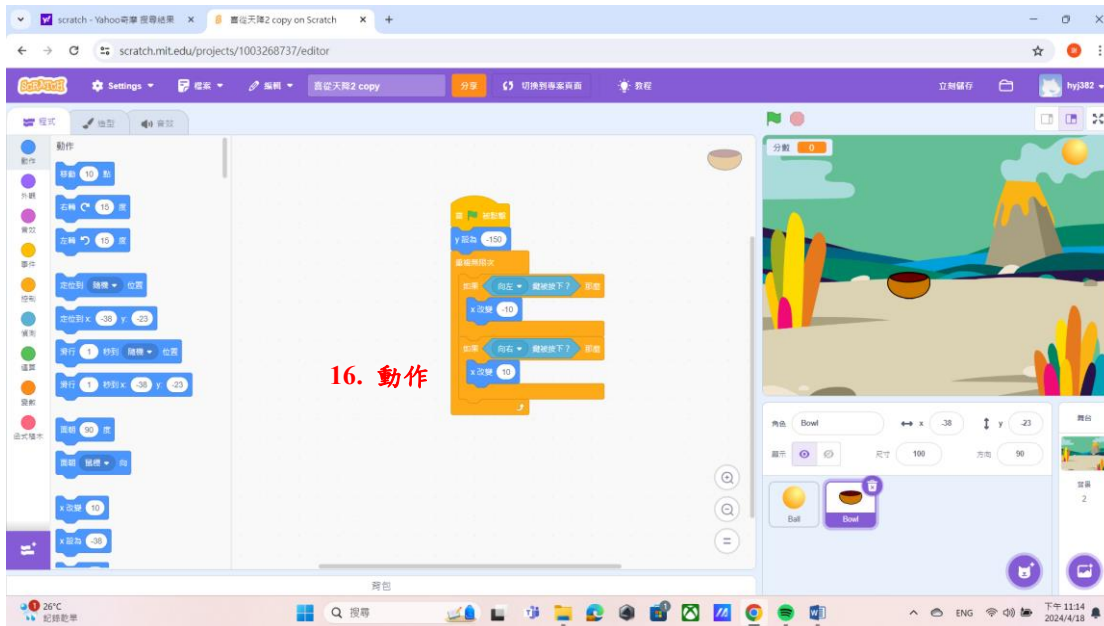 scratch - Yahoo奇摩 搜尋結果
喜從天降2 copy on Scratch
scratch.mit.edu/projects/1003268737/editor
SCRATCH
Settings
檔案
編輯
喜從天降2 copy
分享
切換到專案頁面
教程
立刻儲存
hyj382
程式
造型
音效
動作
外觀
音效
事件
控制
偵測
運算
變數
函式積木
動作
移動 10 點
右轉 15 度
左轉 15 度
定位到 隨機 位置
定位到 x: -38 y: -23
滑行 1 秒到 隨機 位置
滑行 1 秒到 x: -38 y: -23
面朝 90 度
面朝 鼠標 向
x 改變 10
x 設為 -38
當 被點擊
y 設為 -150
重複無限次
如果 向左 鍵被按下? 那麼
x 改變 -10
如果 向右 鍵被按下? 那麼
x 改變 10
16. 動作
背包
分數 0
角色 Bowl x -38 y -23
顯示 尺寸 100 方向 90
Ball
Bowl
舞台
背景
2
1
26°C
搜尋
ENG
下午 11:14
2024/4/18